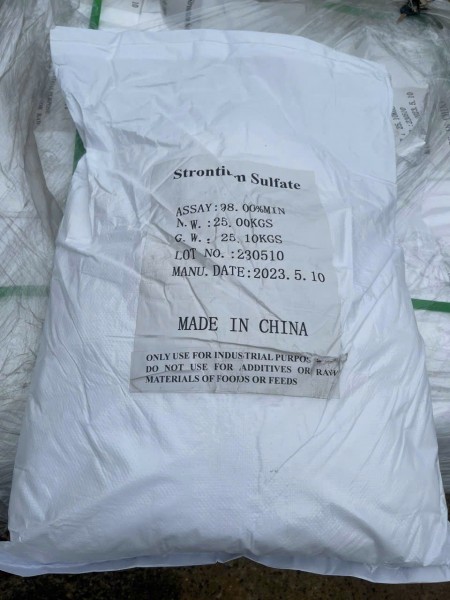 Strontium Sulfate
ASSAY:98.00%MIN
N.W.:25.00KGS
G.W.: 25.10KGS
LOT NO.:230510
MANU.DATE:2023.5.10
MADE IN CHINA
ONLY USE FOR INDUSTRIAL PURPOS
DO NOT USE FOR ADDITIVES OR RAW
MATERIALS OF FOODS OR FEEDS